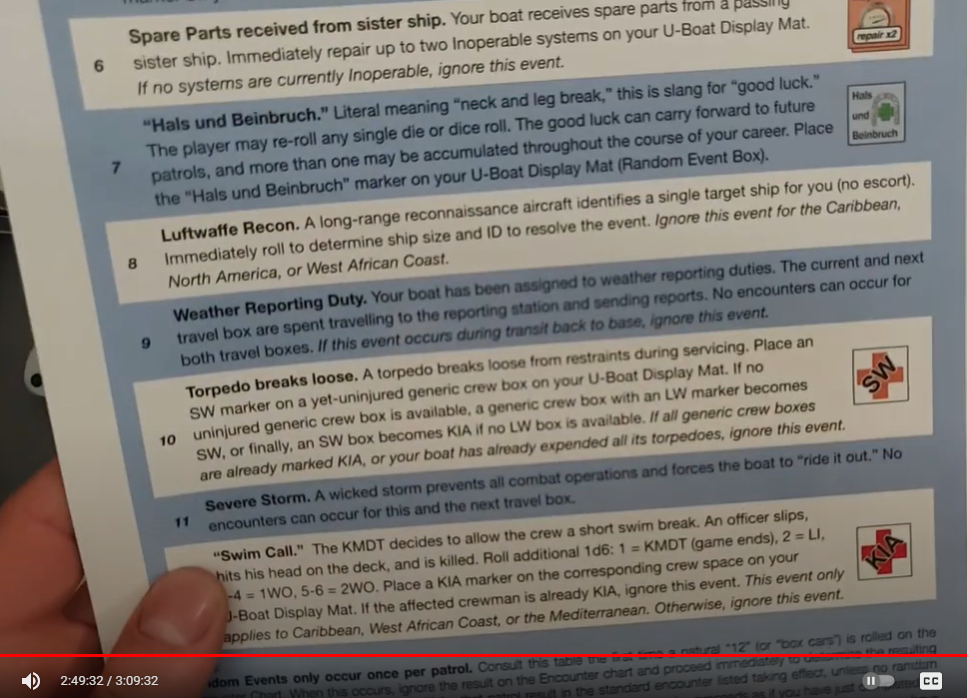 Spare Parts received from sister ship. Your boat receives spare parts from a passing
6 sister ship. Immediately repair up to two Inoperable systems on your U-Boat Display Mat.
If no systems are currently Inoperable, ignore this event.
repair x2
"Hals und Beinbruch." Literal meaning "neck and leg break," this is slang for "good luck."
The player may re-roll any single die or dice roll. The good luck can carry forward to future
7 patrols, and more than one may be accumulated throughout the course of your career. Place
the "Hals und Beinbruch" marker on your U-Boat Display Mat (Random Event Box).
Hals
und
Beinbruch
Luftwaffe Recon. A long-range reconnaissance aircraft identifies a single target ship for you (no escort).
8 Immediately roll to determine ship size and ID to resolve the event. Ignore this event for the Caribbean,
North America, or West African Coast.
Weather Reporting Duty. Your boat has been assigned to weather reporting duties. The current and next
9 travel box are spent travelling to the reporting station and sending reports. No encounters can occur for
both travel boxes. If this event occurs during transit back to base, ignore this event.
Torpedo breaks loose. A torpedo breaks loose from restraints during servicing. Place an
SW marker on a yet-uninjured generic crew box on your U-Boat Display Mat. If no
10 uninjured generic crew box is available, a generic crew box with an LW marker becomes
SW, or finally, an SW box becomes KIA if no LW box is available. If all generic crew boxes
are already marked KIA, or your boat has already expended all its torpedoes, ignore this event.
SW
11 Severe Storm. A wicked storm prevents all combat operations and forces the boat to "ride it out." No
encounters can occur for this and the next travel box.
"Swim Call." The KMDT decides to allow the crew a short swim break. An officer slips,
hits his head on the deck, and is killed. Roll additional 1d6: 1 = KMDT (game ends), 2 = LI,
-4 = 1WO, 5-6 = 2WO. Place a KIA marker on the corresponding crew space on your
J-Boat Display Mat. If the affected crewman is already KIA, ignore this event. This event only
applies to Caribbean, West African Coast, or the Mediterranean. Otherwise, ignore this event.
KIA
dom Events only occur once per patrol. Consult this table the first time a natural "12" (or "box cars") is rolled on the
Chart. When this occurs, ignore the result on the Encounter chart and proceed immediately to determine the resulting
2:49:32 / 3:09:32
CC